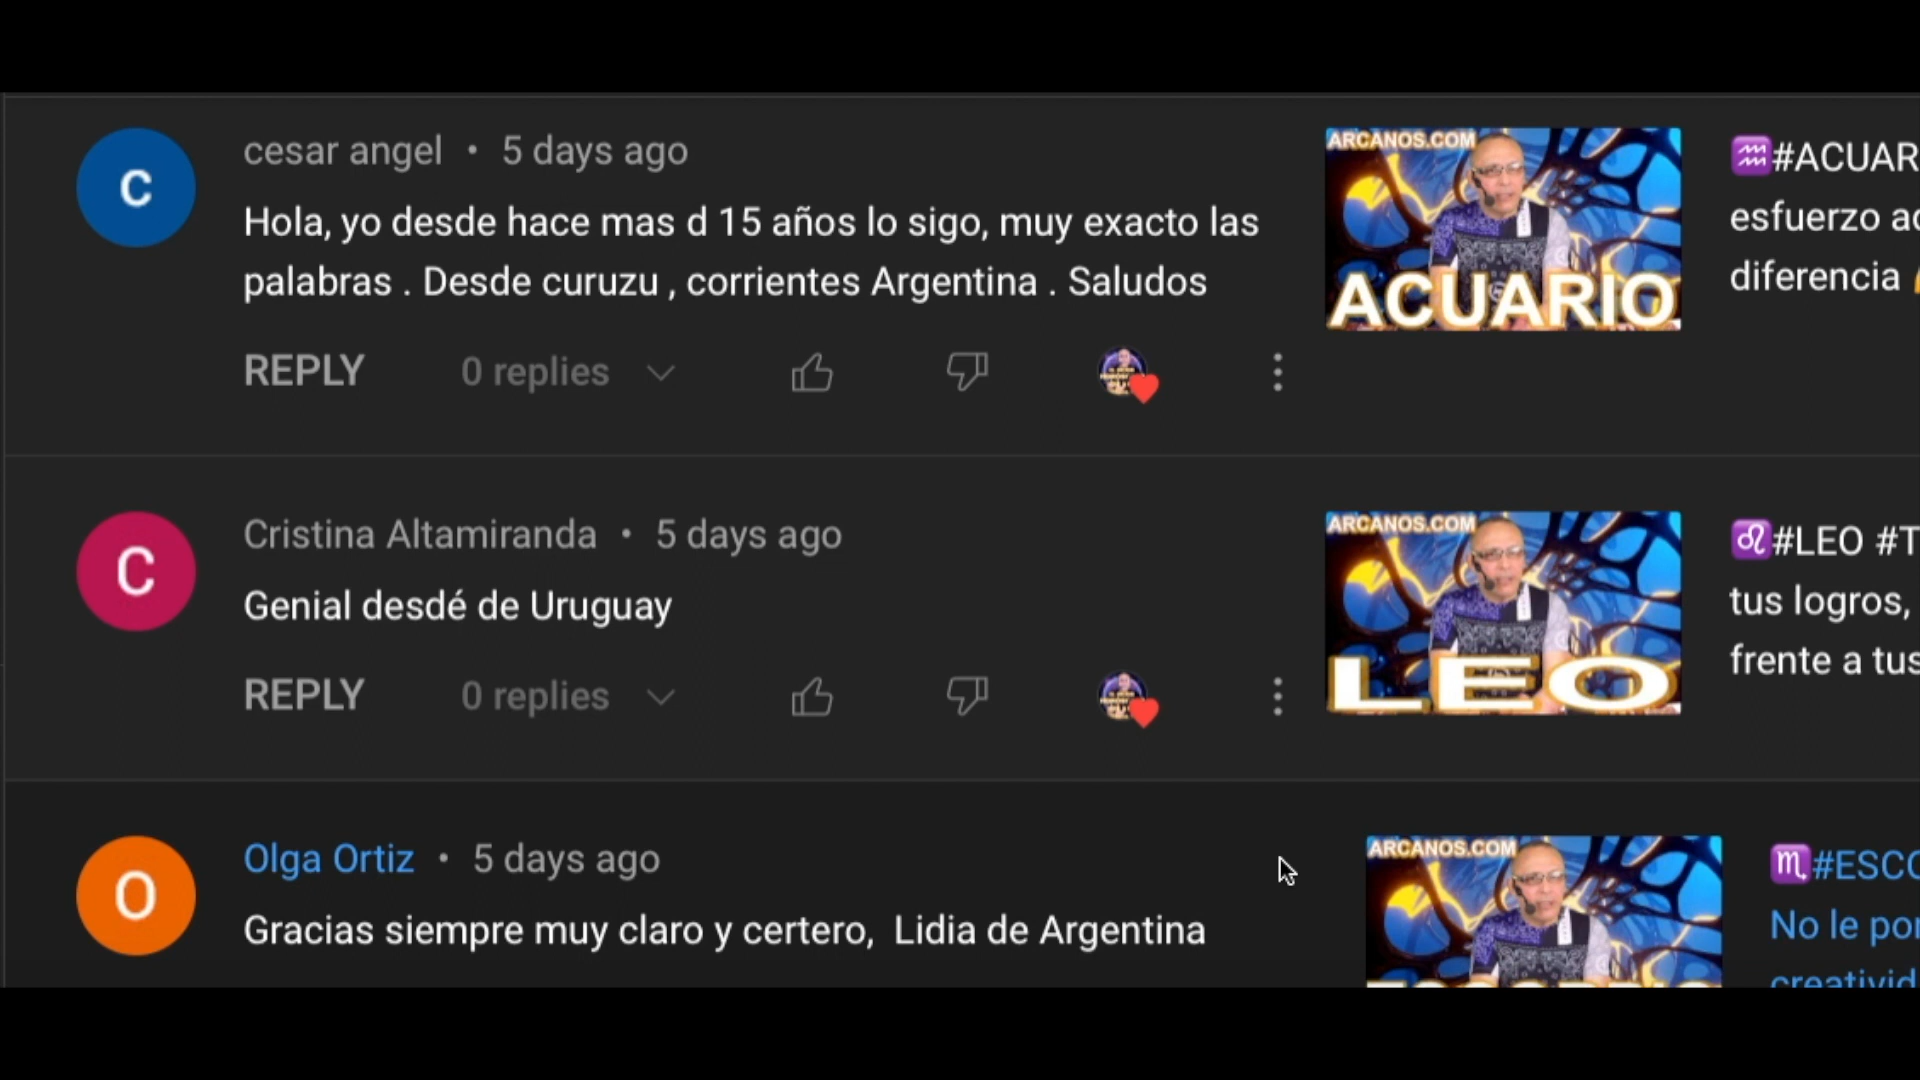 C
cesar angel • 5 days ago
Hola, yo desde hace mas d 15 años lo sigo, muy exacto las
palabras . Desde curuzu , corrientes Argentina . Saludos
REPLY
0 replies
ARCANOS.COM
ACUARIO
♒#ACUAR
esfuerzo
diferencia
C
Cristina Altamiranda • 5 days ago
Genial desdé de Uruguay
REPLY
0 replies
ARCANOS.COM
LEO
♌#LEO #T
tus logros,
frente a tus
O
Olga Ortiz • 5 days ago
Gracias siempre muy claro y certero,  Lidia de Argentina
ARCANOS.COM
♏#ESCO
No le por
creativid